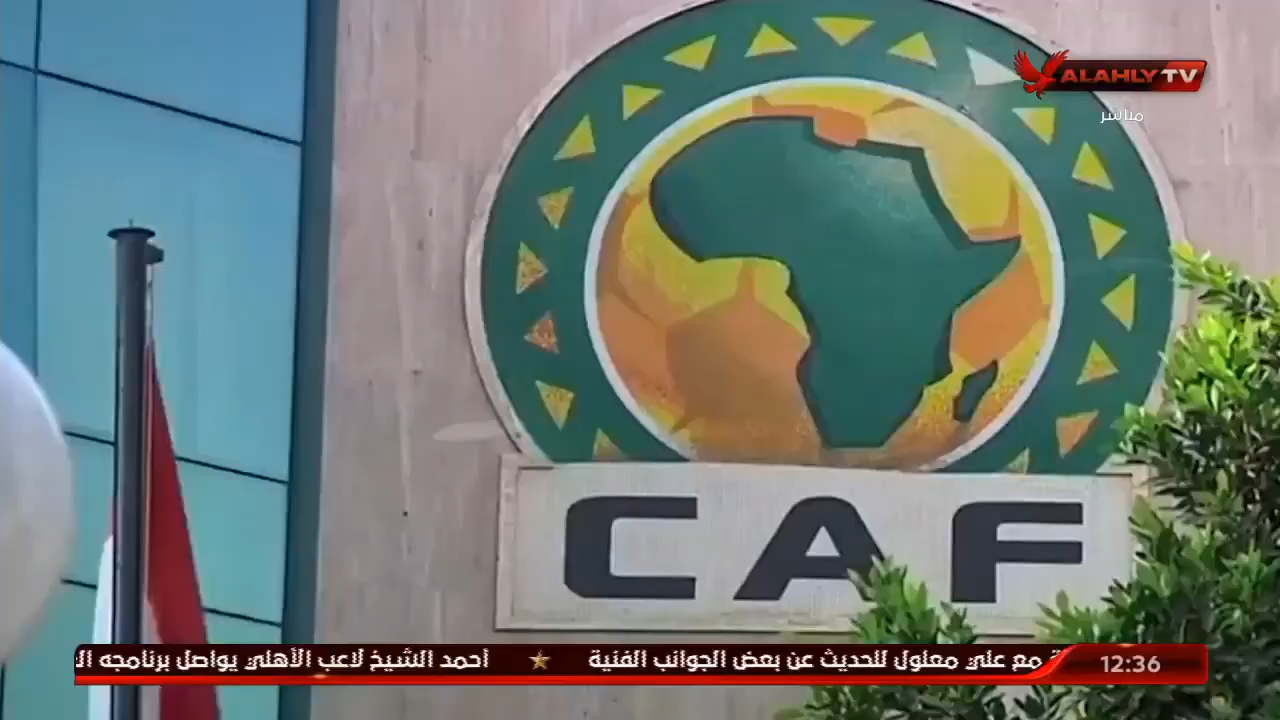 ALAHLY TV
مباشر
CAF
مع علي معلول للحديث عن بعض الجوانب الفنية ★ أحمد الشيخ لاعب الأهلي يواصل برنامجه
12:36